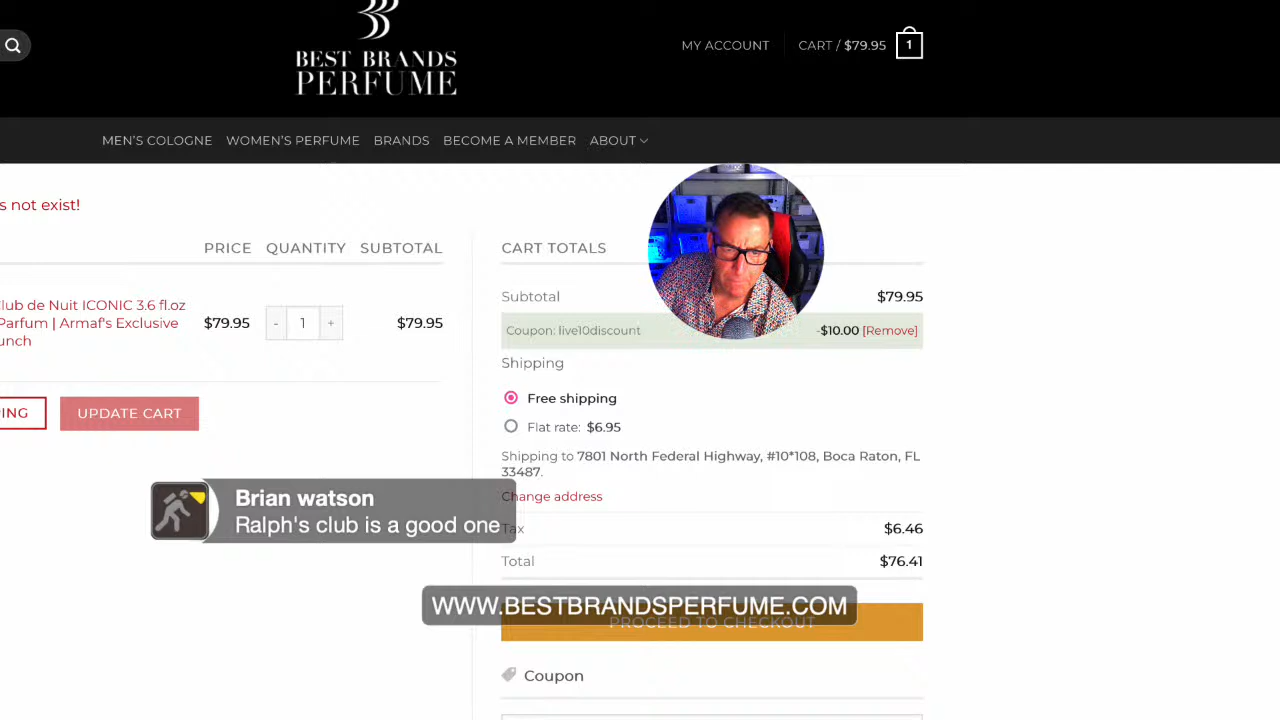 BEST BRANDS
PERFUME
MY ACCOUNT
CART / $79.95
1
MEN'S COLOGNE
WOMEN'S PERFUME
BRANDS
BECOME A MEMBER
ABOUT
s not exist!
PRICE
QUANTITY
SUBTOTAL
Club de Nuit ICONIC 3.6 fl.oz
Parfum | Armaf's Exclusive
unch
$79.95
- 1 +
$79.95
PING
UPDATE CART
CART TOTALS
Subtotal
$79.95
Coupon: live10discount
-$10.00 [Remove]
Shipping
Free shipping
Flat rate: $6.95
Shipping to 7801 North Federal Highway, #10*108, Boca Raton, FL
33487.
Change address
Tax
$6.46
Total
$76.41
Brian watson
Ralph's club is a good one
WWW.BESTBRANDSPERFUME.COM
PROCEED TO CHECKOUT
Coupon